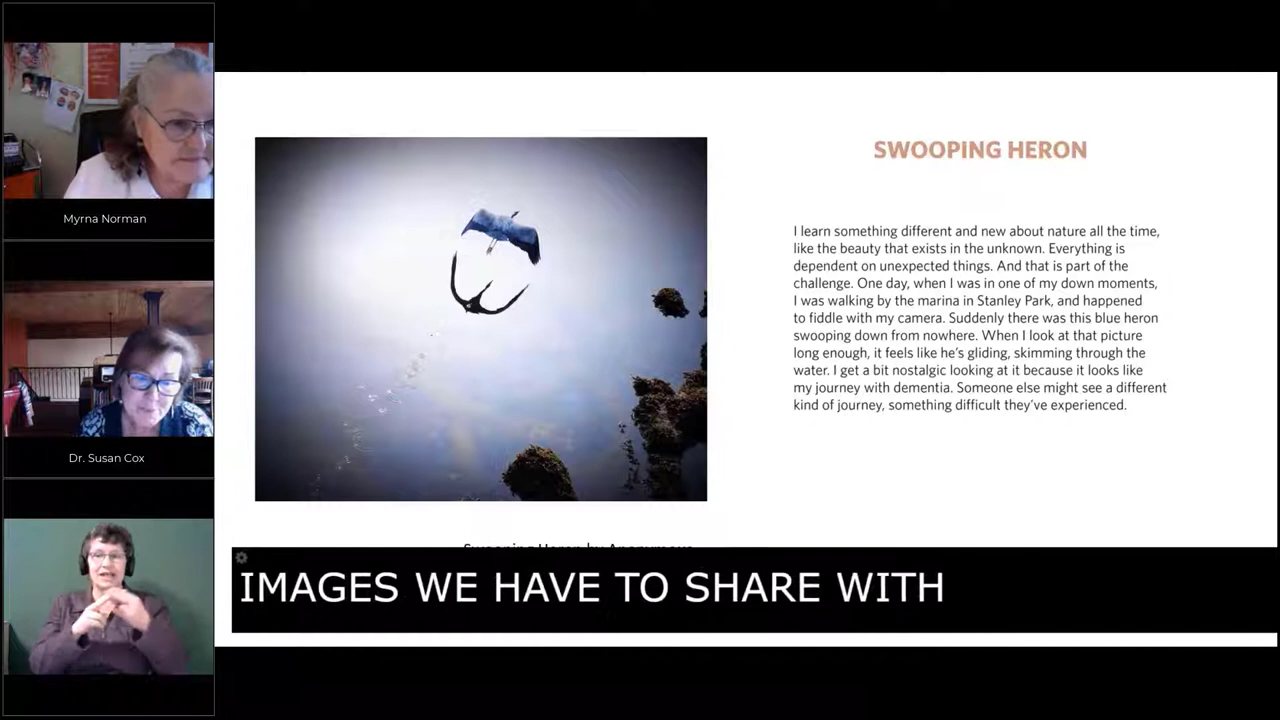 Myrna Norman
Dr. Susan Cox
SWOOPING HERON
I learn something different and new about nature all the time,
like the beauty that exists in the unknown. Everything is
dependent on unexpected things. And that is part of the
challenge. One day, when I was in one of my down moments,
I was walking by the marina in Stanley Park, and happened
to fiddle with my camera. Suddenly there was this blue heron
swooping down from nowhere. When I look at that picture
long enough, it feels like he's gliding, skimming through the
water. I get a bit nostalgic looking at it because it looks like
my journey with dementia. Someone else might see a different
kind of journey, something difficult they've experienced.
Swooping Heron by Anonymous
IMAGES WE HAVE TO SHARE WITH